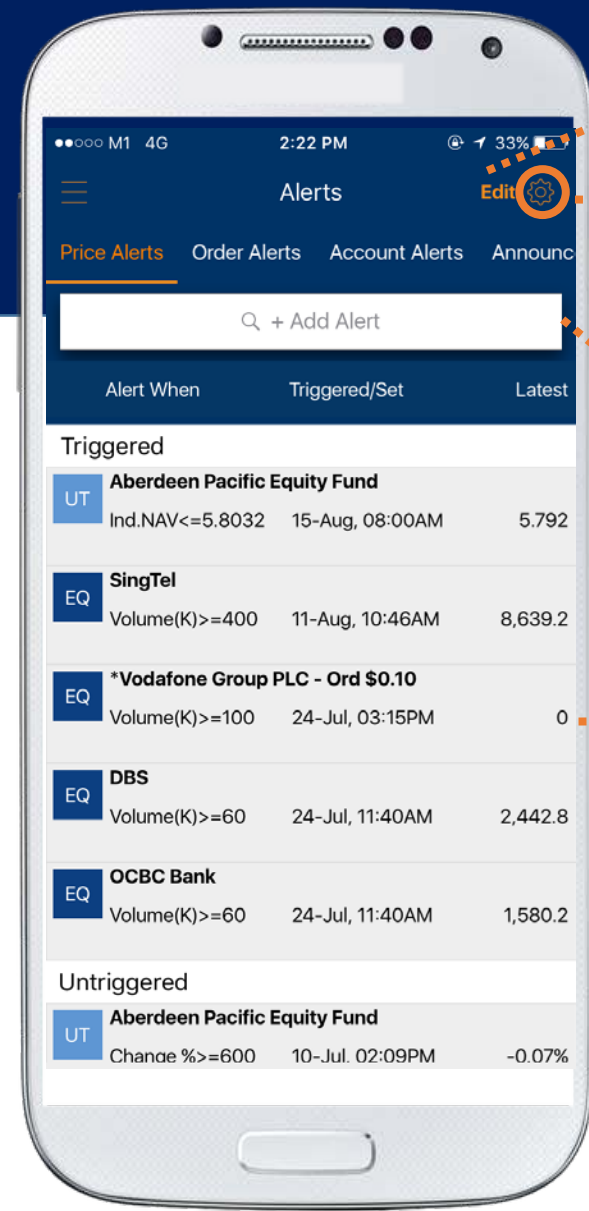 M1 4G 2:22 PM 33%
Alerts Edit
Price Alerts Order Alerts Account Alerts Announc
+ Add Alert
Alert When Triggered/Set Latest
Triggered
UT Aberdeen Pacific Equity Fund
Ind.NAV<=5.8032 15-Aug, 08:00AM 5.792
EQ SingTel
Volume(K)>=400 11-Aug, 10:46AM 8,639.2
EQ *Vodafone Group PLC - Ord $0.10
Volume(K)>=100 24-Jul, 03:15PM 0
EQ DBS
Volume(K)>=60 24-Jul, 11:40AM 2,442.8
EQ OCBC Bank
Volume(K)>=60 24-Jul, 11:40AM 1,580.2
Untriggered
UT Aberdeen Pacific Equity Fund
Change %>=600 10-Jul, 02:09PM -0.07%